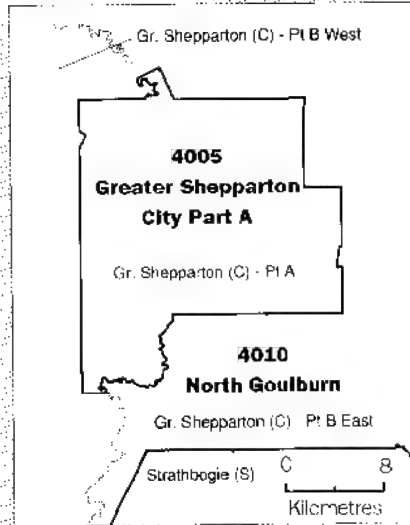 Gr. Shepparton (C) - Pt B West
4005
Greater Shepparton
City Part A
Gr. Shepparton (C) - Pt A
4010
North Goulburn
Gr. Shepparton (C) Pt B East
Strathbogie (S)
0 8
Kilometres